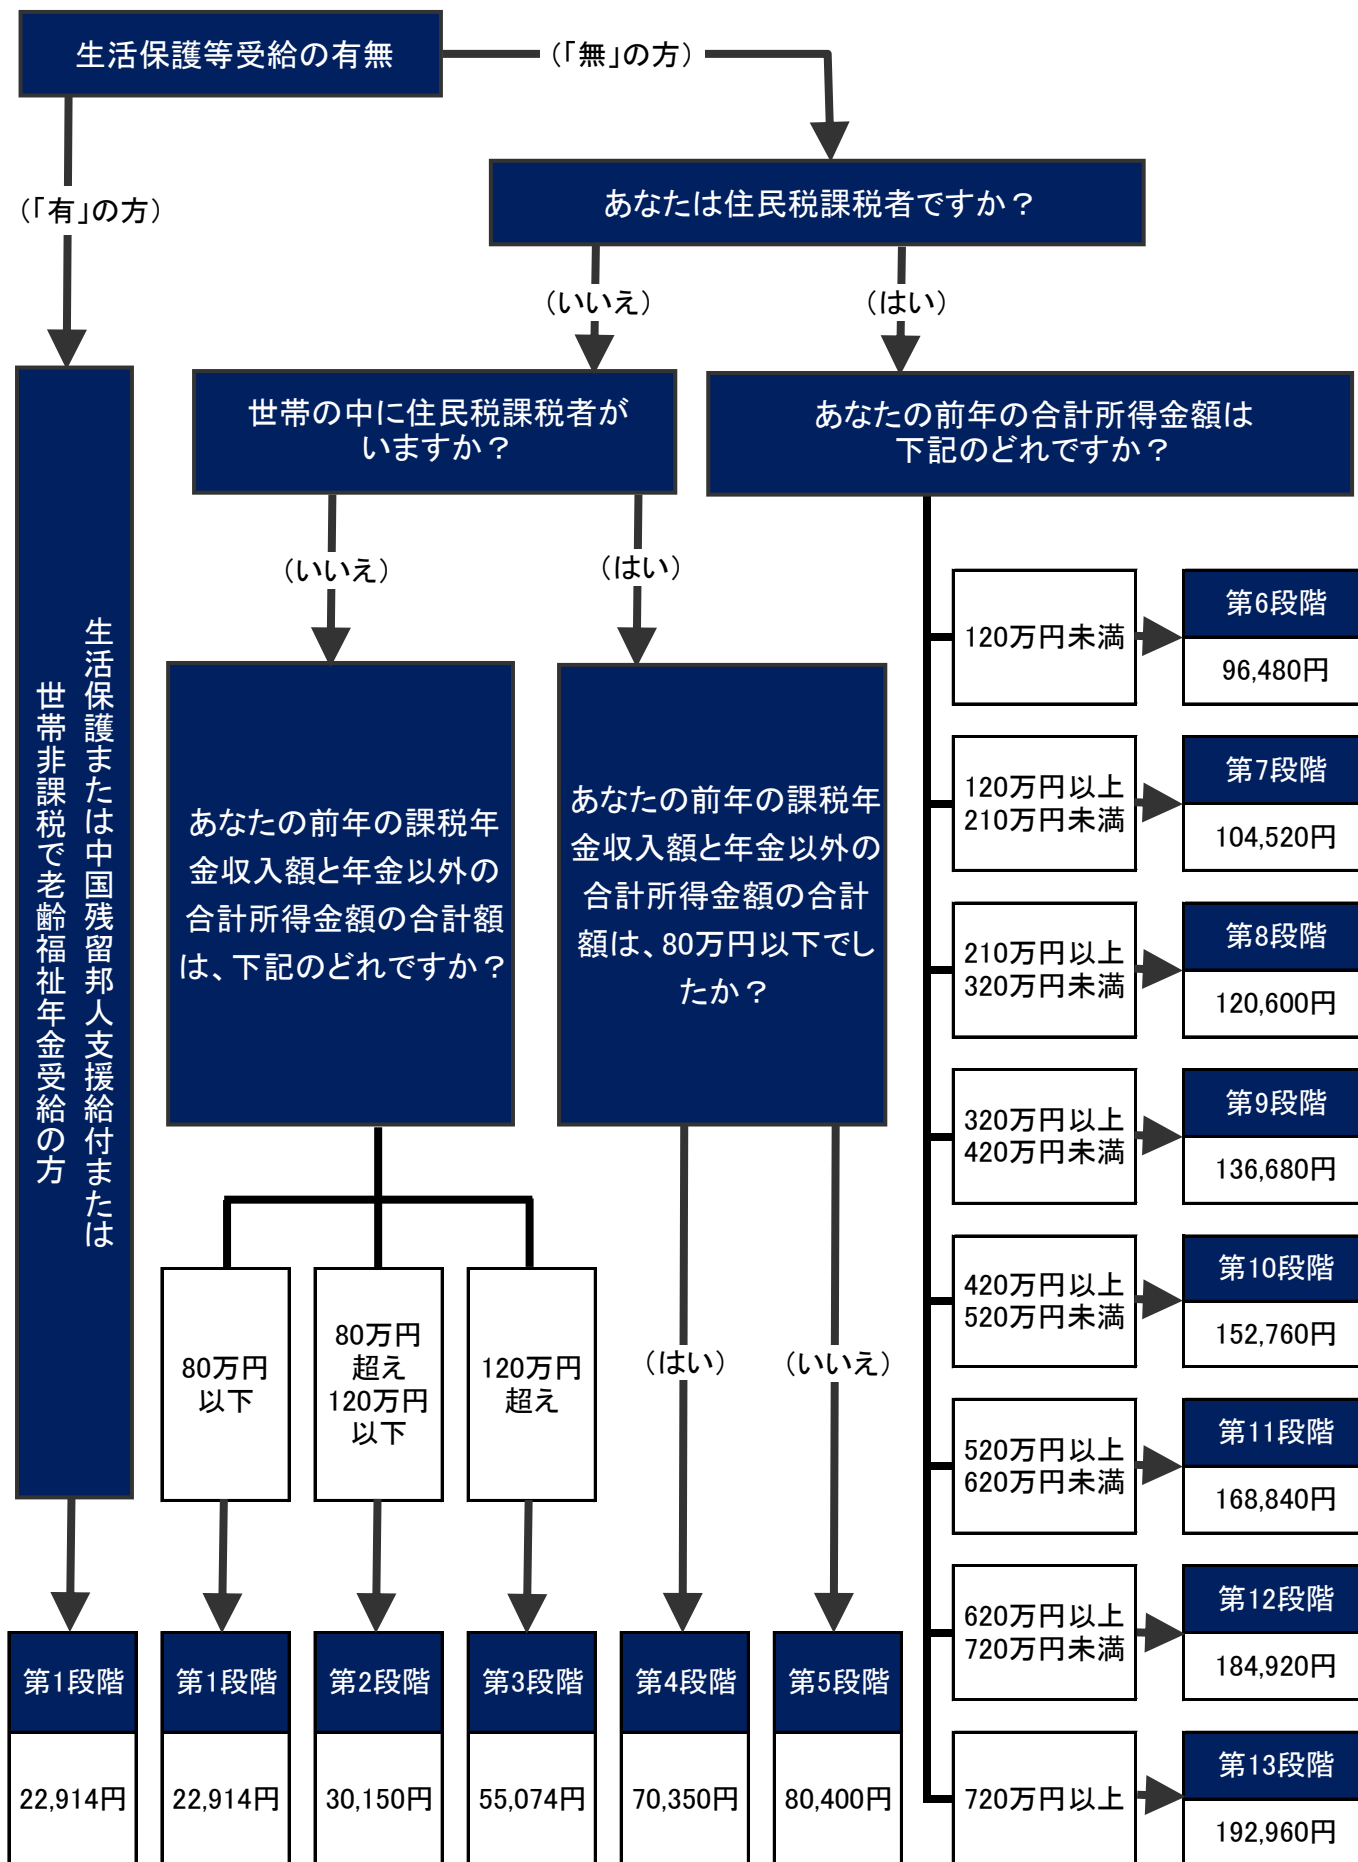 生活保護等受給の有無
(「無」の方)
(「有」の方)
あなたは住民税課税者ですか？
(いいえ)
(はい)
世帯の中に住民税課税者が
いますか？
あなたの前年の合計所得金額は
下記のどれですか？
(いいえ)
(はい)
生活保護または中国残留邦人支援給付または
世帯非課税で老齢福祉年金受給の方
あなたの前年の課税年
金収入額と年金以外の
合計所得金額の合計額
は、下記のどれですか？
あなたの前年の課税年
金収入額と年金以外の
合計所得金額の合計
額は、80万円以下でし
たか？
80万円
以下
80万円
超え
120万円
以下
120万円
超え
(はい)
(いいえ)
第1段階
22,914円
第1段階
22,914円
第2段階
30,150円
第3段階
55,074円
第4段階
70,350円
第5段階
80,400円
120万円未満
第6段階
96,480円
120万円以上
210万円未満
第7段階
104,520円
210万円以上
320万円未満
第8段階
120,600円
320万円以上
420万円未満
第9段階
136,680円
420万円以上
520万円未満
第10段階
152,760円
520万円以上
620万円未満
第11段階
168,840円
620万円以上
720万円未満
第12段階
184,920円
720万円以上
第13段階
192,960円